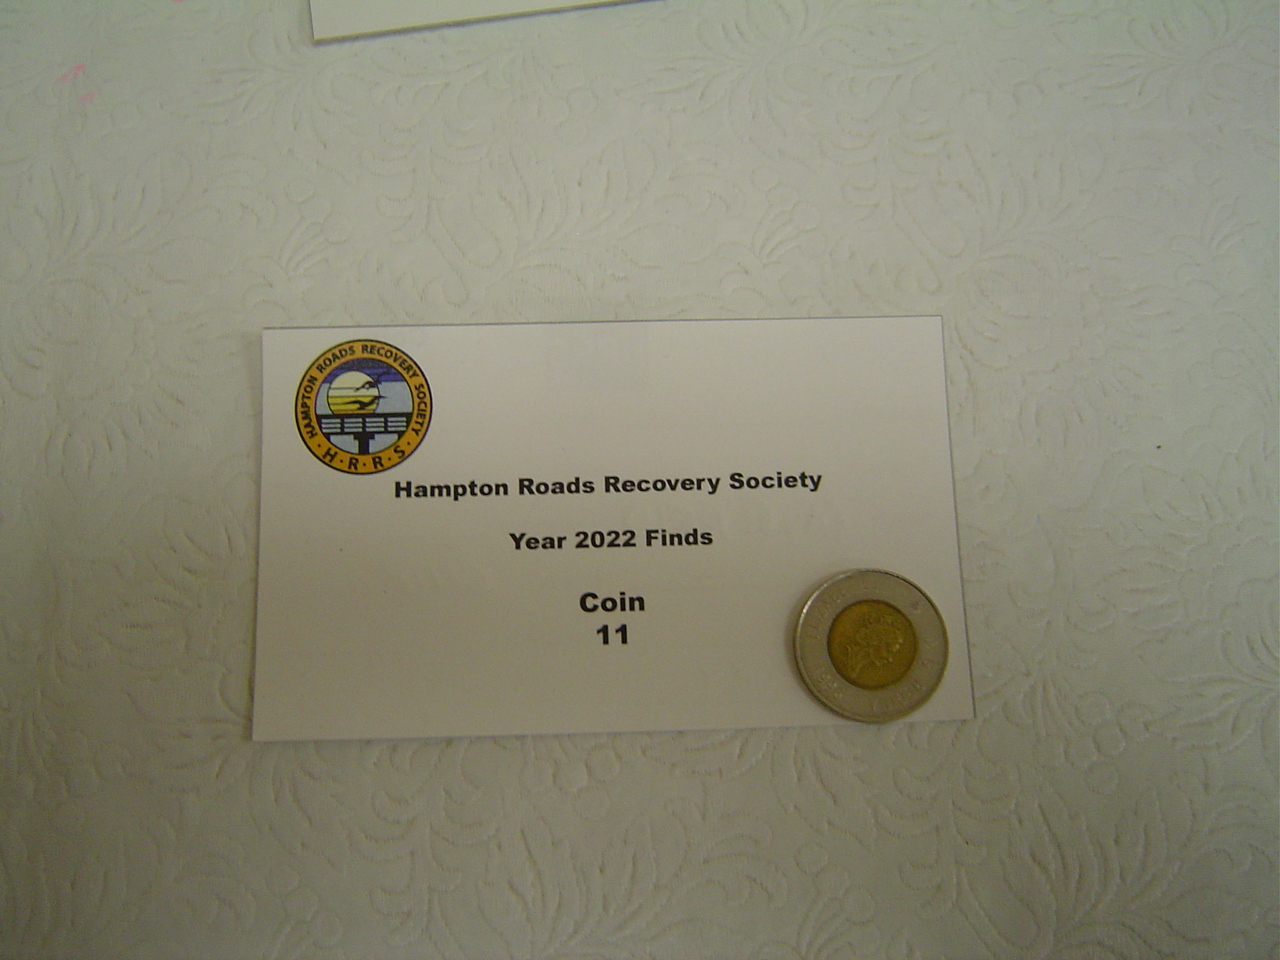 HAMPTON ROADS RECOVERY SOCIETY
· H · R · R · S ·
Hampton Roads Recovery Society
Year 2022 Finds
Coin
11